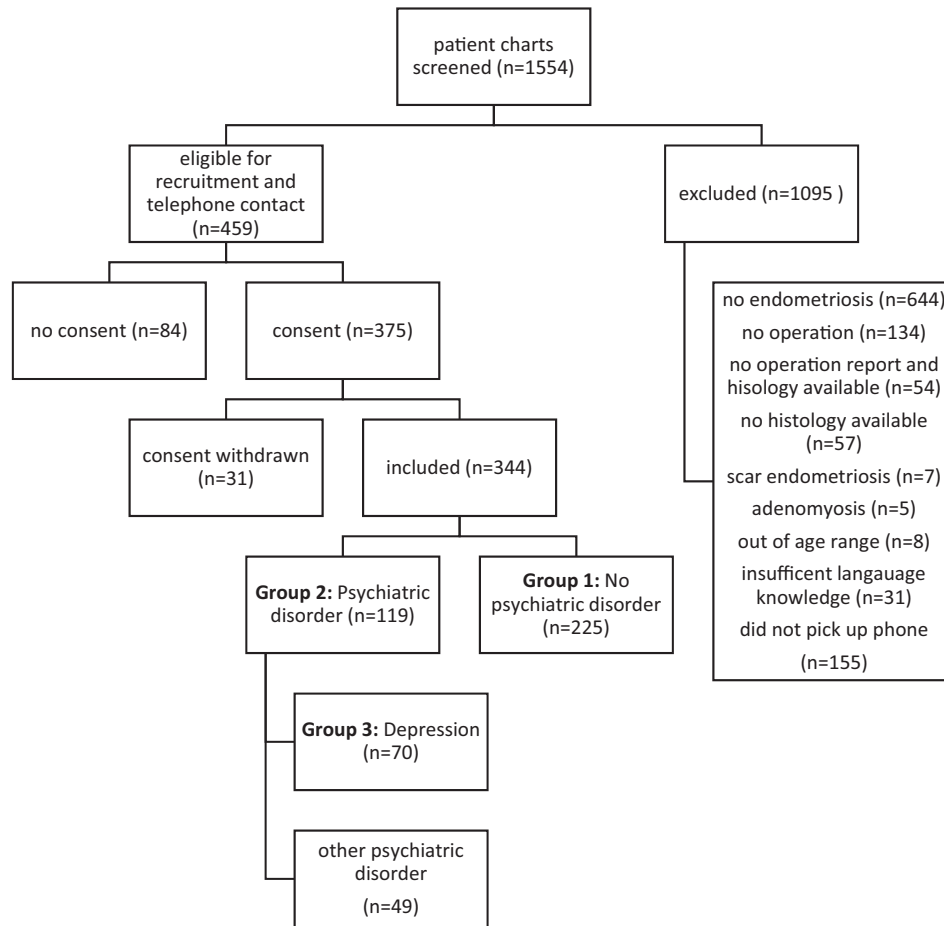 patient charts
screened (n=1554)
eligible for
recruitment and
telephone contact
(n=459)
excluded (n=1095 )
no consent (n=84)
consent (n=375)
no endometriosis (n=644)
no operation (n=134)
no operation report and
hisology available (n=54)
no histology available
(n=57)
scar endometriosis (n=7)
adenomyosis (n=5)
out of age range (n=8)
insufficent langauage
knowledge (n=31)
did not pick up phone
(n=155)
consent withdrawn
(n=31)
included (n=344)
Group 2: Psychiatric
disorder (n=119)
Group 1: No
psychiatric disorder
(n=225)
Group 3: Depression
(n=70)
other psychiatric
disorder
(n=49)